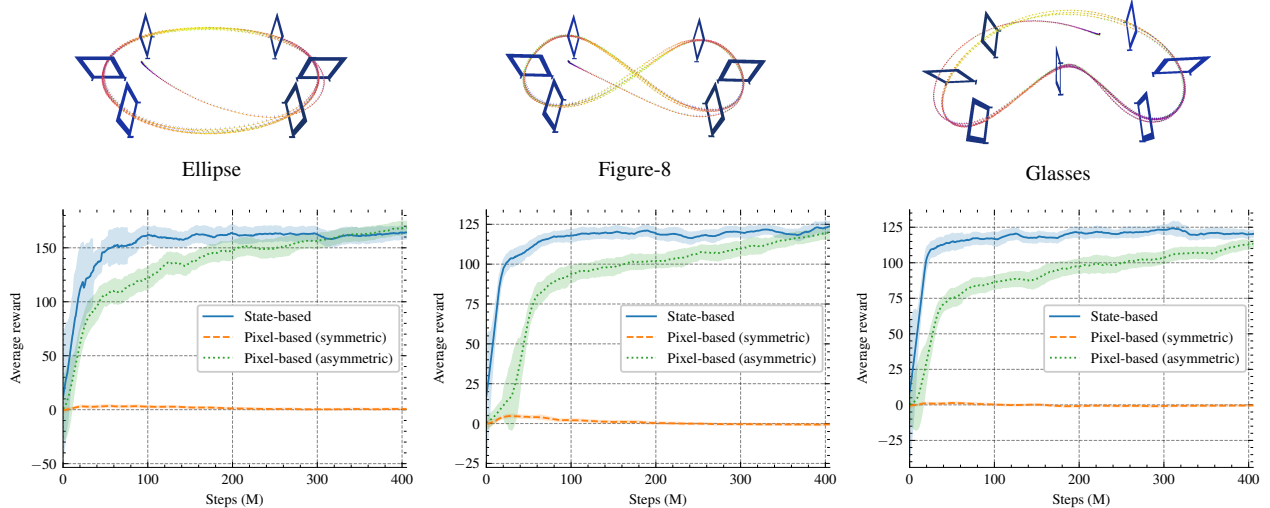 Ellipse
Figure-8
Glasses
150
100
50
0
−50
Average reward
State-based
Pixel-based (symmetric)
Pixel-based (asymmetric)
0
100
200
300
400
Steps (M)
125
100
75
50
25
0
−25
Average reward
State-based
Pixel-based (symmetric)
Pixel-based (asymmetric)
0
100
200
300
400
Steps (M)
125
100
75
50
25
0
−25
Average reward
State-based
Pixel-based (symmetric)
Pixel-based (asymmetric)
0
100
200
300
400
Steps (M)